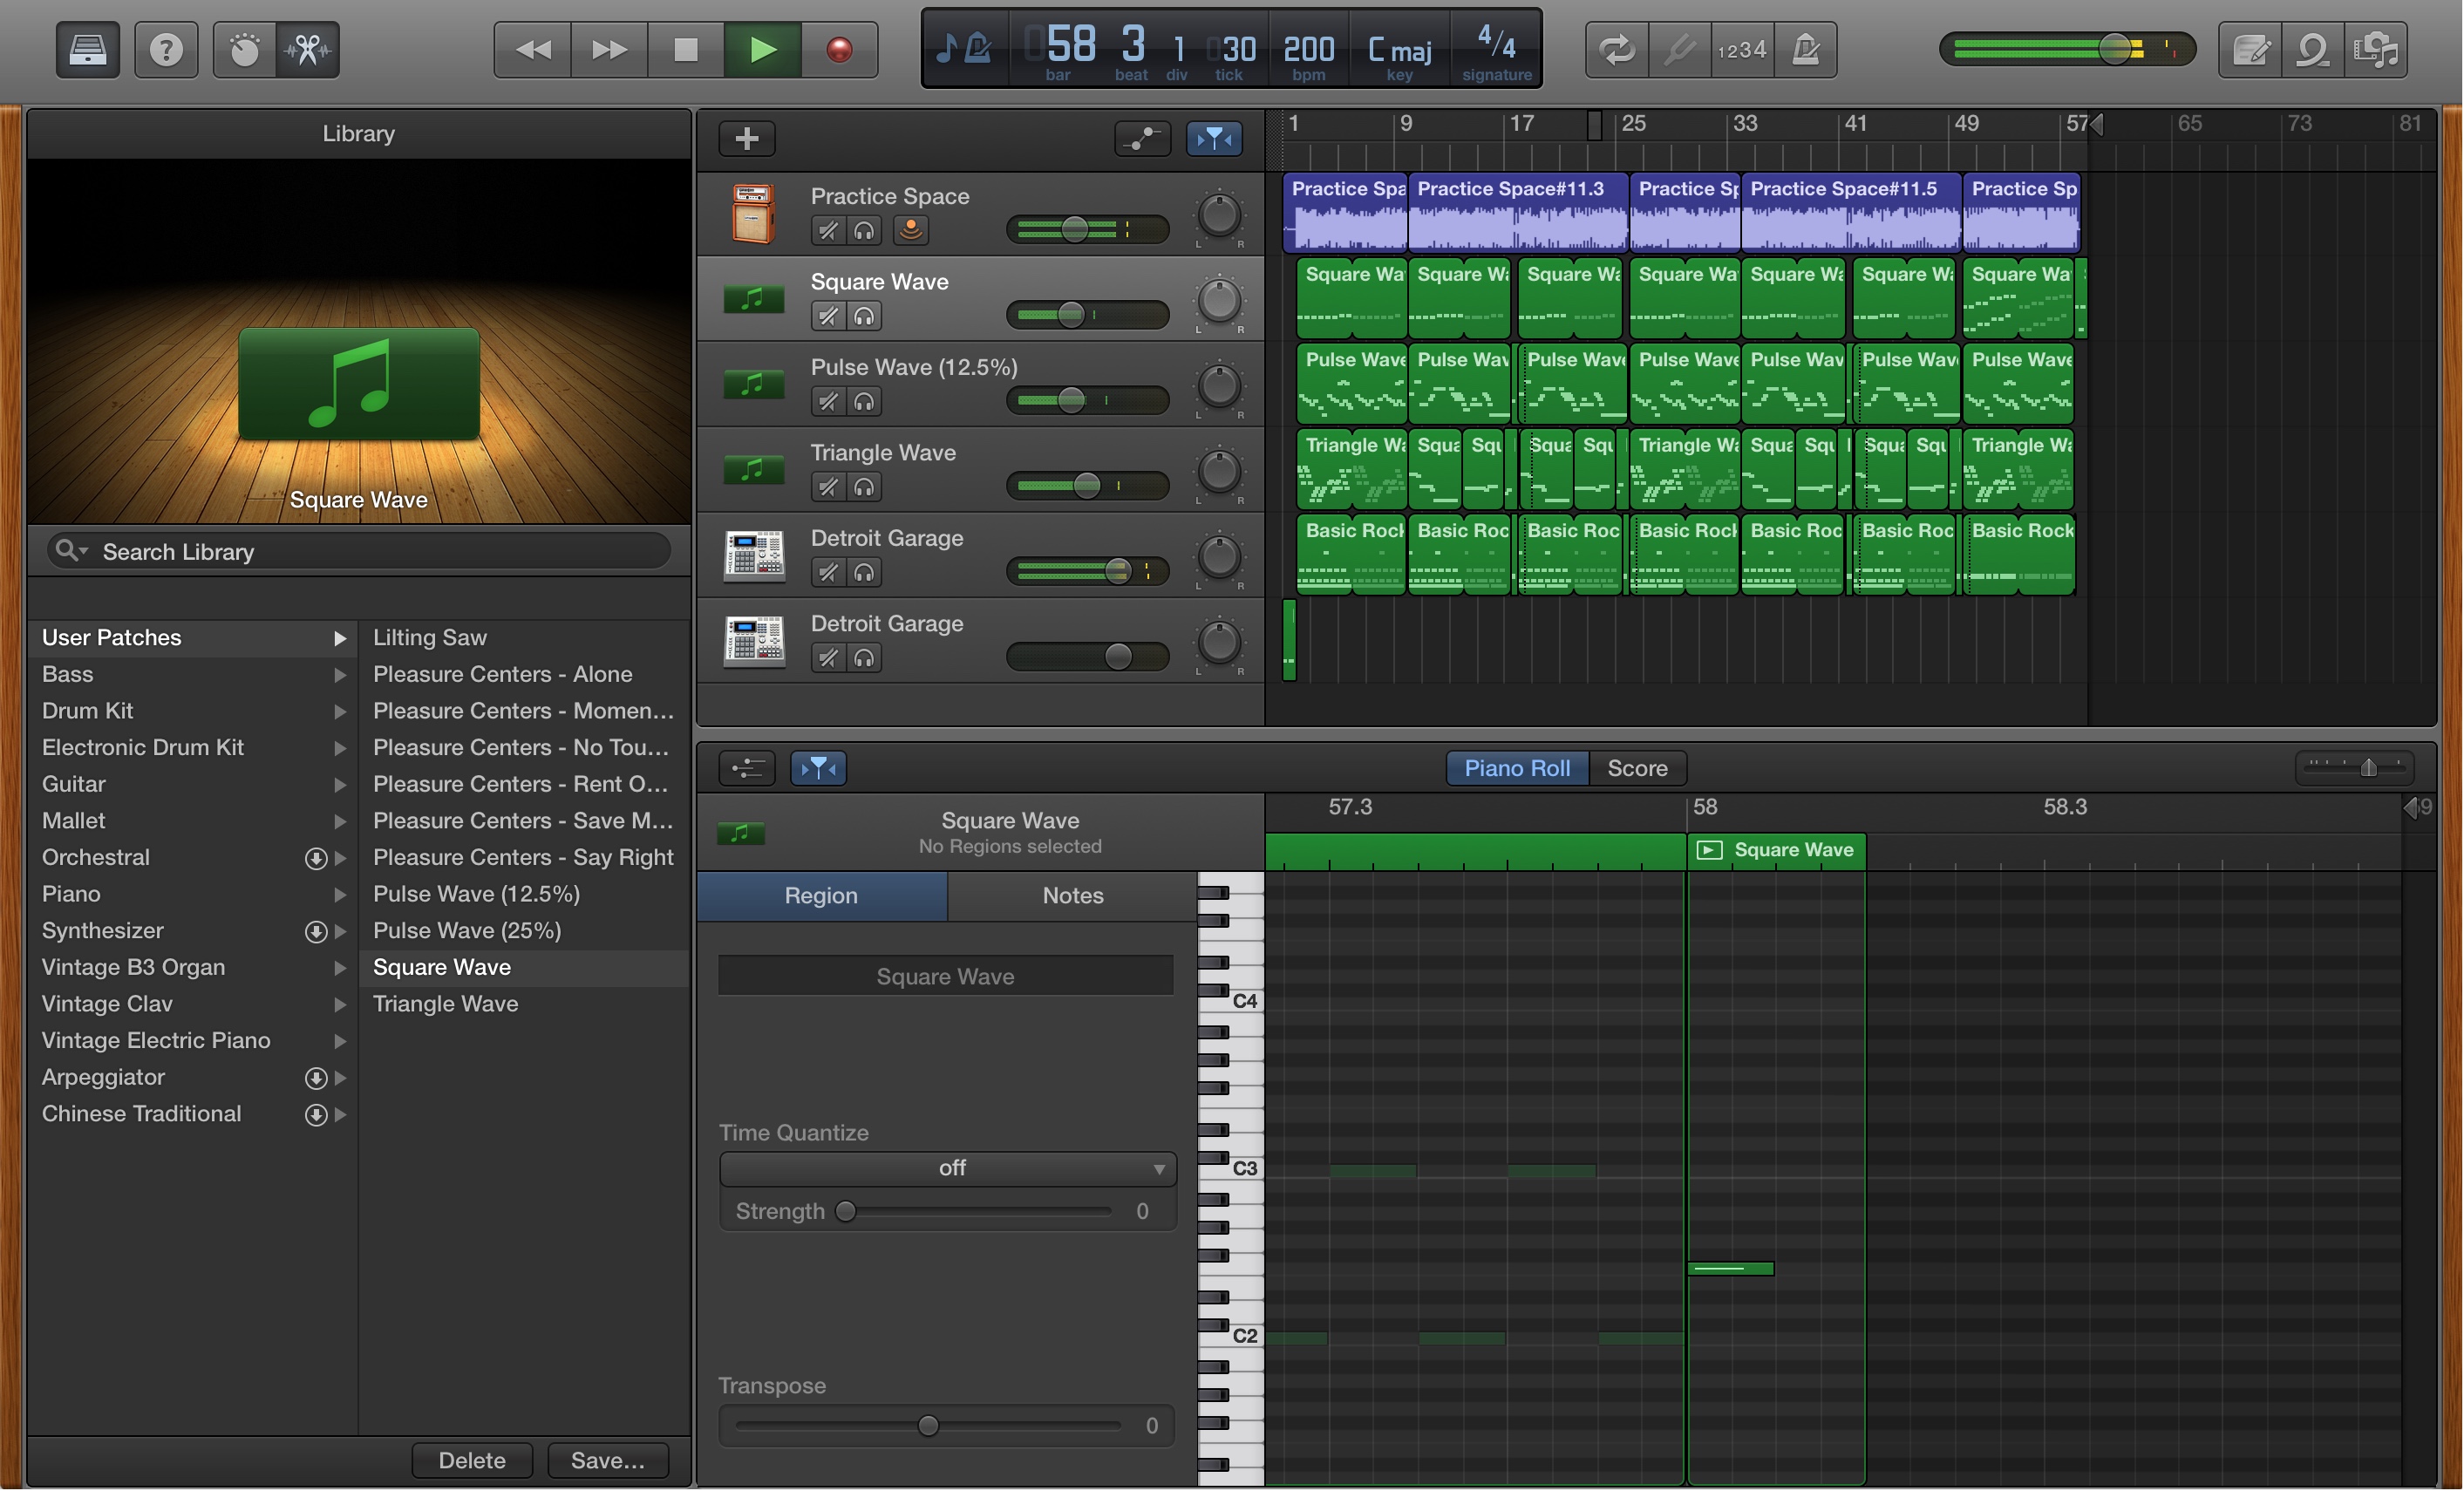 058 3 1 030 200 C maj 4/4
bar beat div tick bpm key signature
1234
Library
Square Wave
Search Library
User Patches
Bass
Drum Kit
Electronic Drum Kit
Guitar
Mallet
Orchestral
Piano
Synthesizer
Vintage B3 Organ
Vintage Clav
Vintage Electric Piano
Arpeggiator
Chinese Traditional
Lilting Saw
Pleasure Centers - Alone
Pleasure Centers - Momen...
Pleasure Centers - No Tou...
Pleasure Centers - Rent O...
Pleasure Centers - Save M...
Pleasure Centers - Say Right
Pulse Wave (12.5%)
Pulse Wave (25%)
Square Wave
Triangle Wave
Delete Save...
1 9 17 25 33 41 49 57 65 73 81
Practice Space
L R
Practice Spa Practice Space#11.3 Practice Sp Practice Space#11.5 Practice Sp
Square Wave
L R
Square Wa Square Wa Square Wa Square Wa Square Wa Square Wa Square Wa
Pulse Wave (12.5%)
L R
Pulse Wave Pulse Wav Pulse Wave Pulse Wave Pulse Wav Pulse Wav Pulse Wave
Triangle Wave
L R
Triangle Wa Squa Squ Squa Squ Triangle Wa Squa Squ Squa Squ Triangle Wa
Detroit Garage
L R
Basic Rock Basic Roc Basic Roc Basic Rock Basic Roc Basic Roc Basic Rock
Detroit Garage
L R
Piano Roll Score
Square Wave
No Regions selected
57.3 58 58.3
Square Wave
Region Notes
Square Wave
Time Quantize
off
Strength 0
Transpose
0
C4
C3
C2